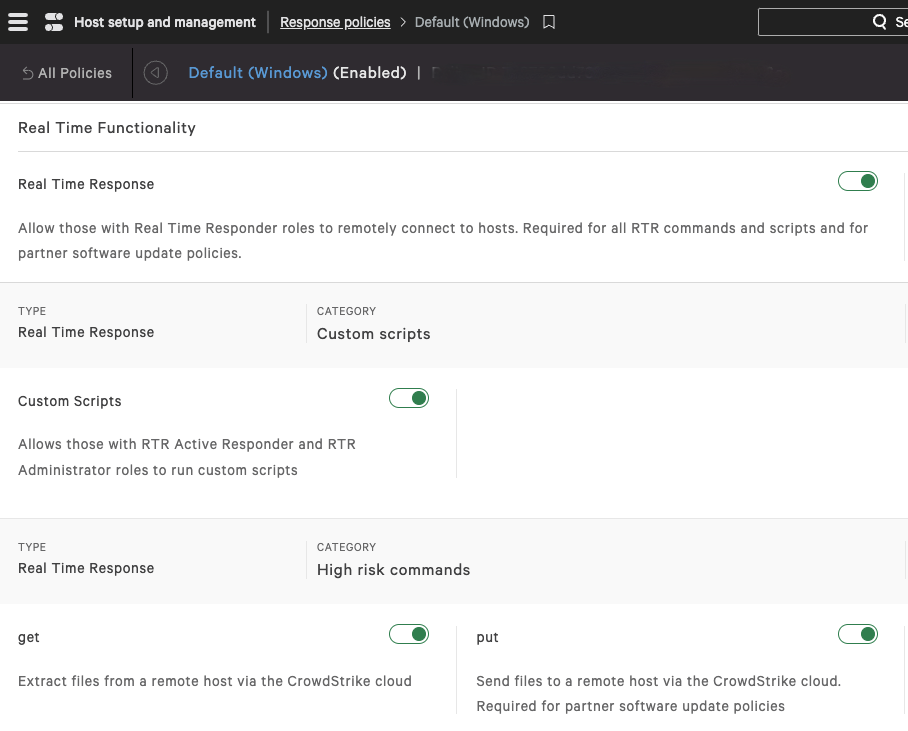 Host setup and management | Response policies > Default (Windows) Se
All Policies Default (Windows) (Enabled) |
Real Time Functionality
Real Time Response
Allow those with Real Time Responder roles to remotely connect to hosts. Required for all RTR commands and scripts and for
partner software update policies.
TYPE CATEGORY
Real Time Response Custom scripts
Custom Scripts
Allows those with RTR Active Responder and RTR
Administrator roles to run custom scripts
TYPE CATEGORY
Real Time Response High risk commands
get put
Extract files from a remote host via the CrowdStrike cloud Send files to a remote host via the CrowdStrike cloud.
Required for partner software update policies